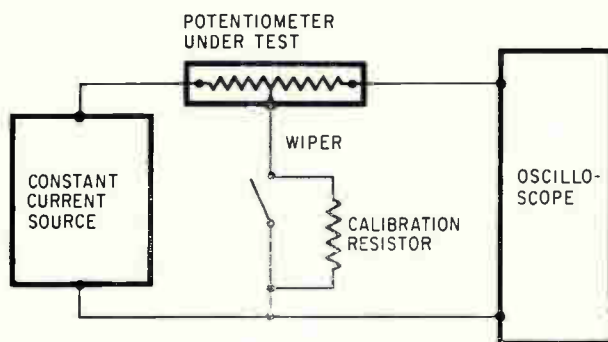 POTENTIOMETER
UNDER TEST
WIPER
CONSTANT
CURRENT
SOURCE
CALIBRATION
RESISTOR
OSCILLO-
SCOPE